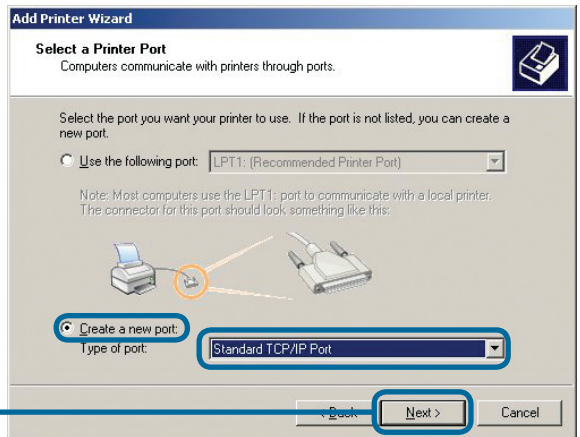 Add Printer Wizard
Select a Printer Port
Computers communicate with printers through ports.
Select the port you want your printer to use. If the port is not listed, you can create a
new port.
Use the following port: LPT1: (Recommended Printer Port)
Note: Most computers use the LPT1: port to communicate with a local printer.
The connector for this port should look something like this:
Create a new port:
Type of port: Standard TCP/IP Port
< Back Next > Cancel